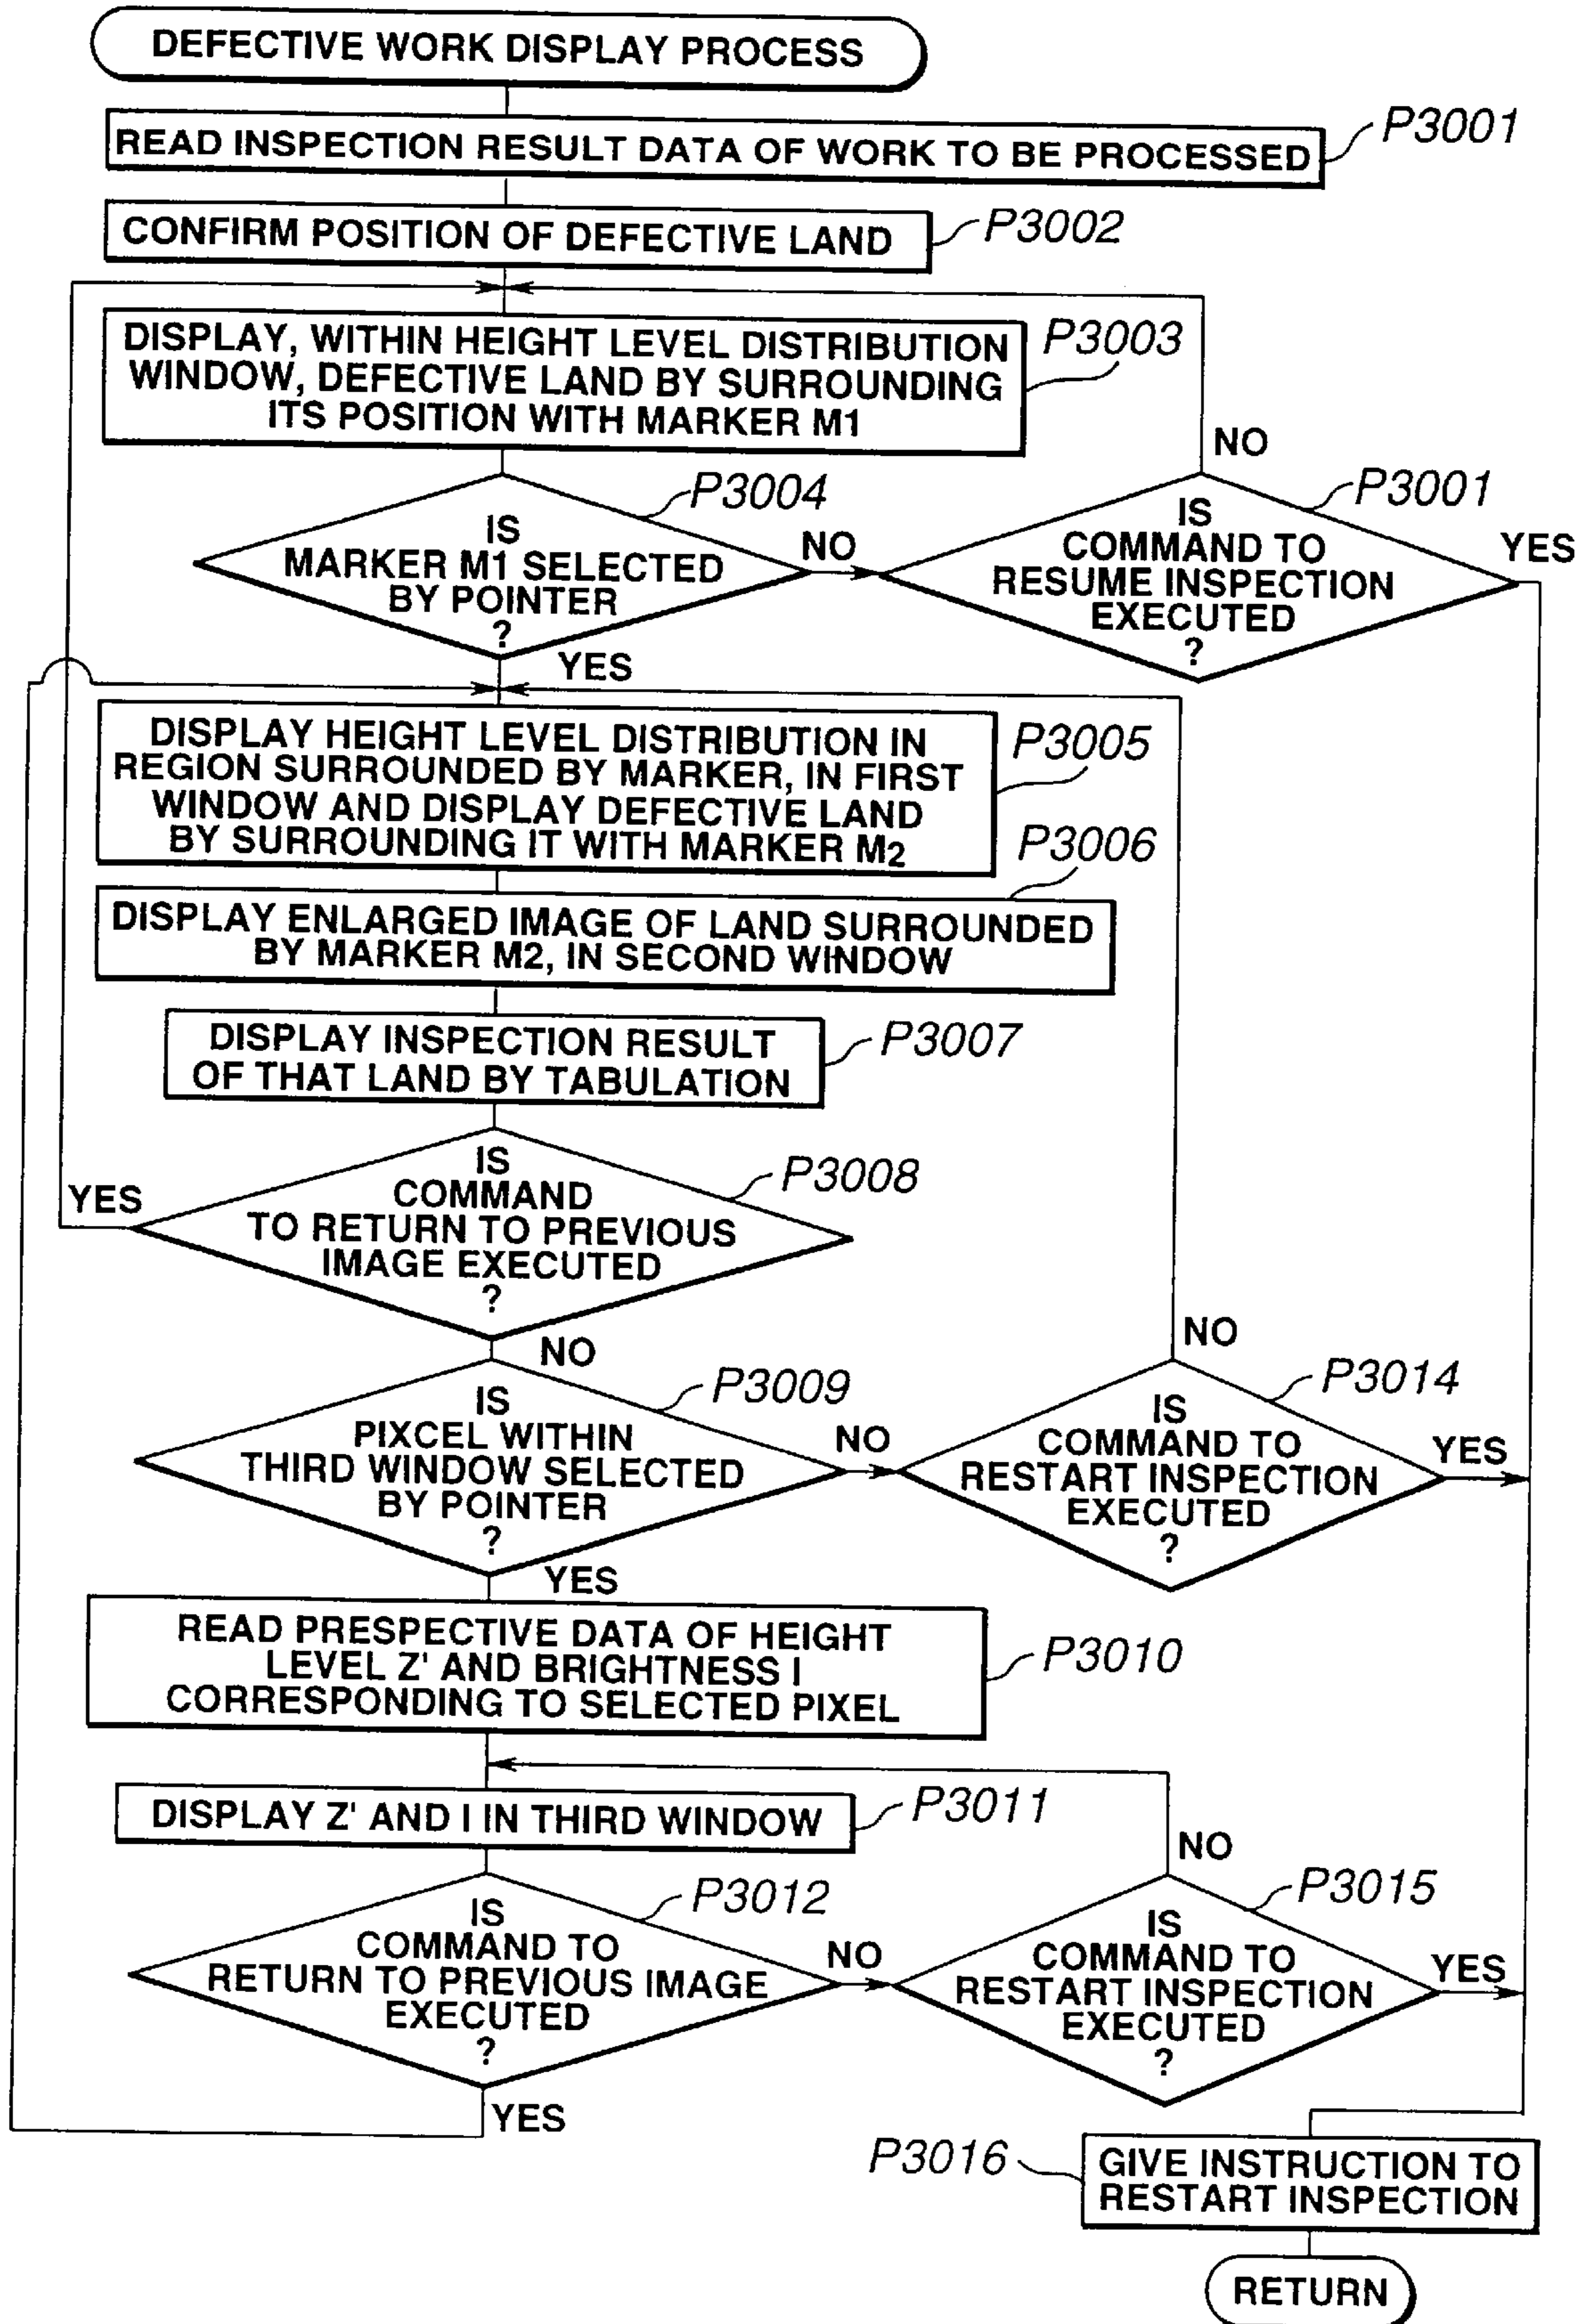 DEFECTIVE WORK DISPLAY PROCESS
READ INSPECTION RESULT DATA OF WORK TO BE PROCESSED
P3001
CONFIRM POSITION OF DEFECTIVE LAND
P3002
DISPLAY, WITHIN HEIGHT LEVEL DISTRIBUTION
WINDOW, DEFECTIVE LAND BY SURROUNDING
ITS POSITION WITH MARKER M1
P3003
NO
P3004
IS
MARKER M1 SELECTED
BY POINTER
?
NO
P3001
IS
COMMAND TO
RESUME INSPECTION
EXECUTED
?
YES
YES
DISPLAY HEIGHT LEVEL DISTRIBUTION IN
REGION SURROUNDED BY MARKER, IN FIRST
WINDOW AND DISPLAY DEFECTIVE LAND
BY SURROUNDING IT WITH MARKER M2
P3005
P3006
DISPLAY ENLARGED IMAGE OF LAND SURROUNDED
BY MARKER M2, IN SECOND WINDOW
DISPLAY INSPECTION RESULT
OF THAT LAND BY TABULATION
P3007
IS
COMMAND
TO RETURN TO PREVIOUS
IMAGE EXECUTED
?
P3008
YES
NO
NO
P3009
IS
PIXCEL WITHIN
THIRD WINDOW SELECTED
BY POINTER
?
NO
P3014
IS
COMMAND TO
RESTART INSPECTION
EXECUTED
?
YES
YES
READ PRESPECTIVE DATA OF HEIGHT
LEVEL Z' AND BRIGHTNESS I
CORRESPONDING TO SELECTED PIXEL
P3010
DISPLAY Z' AND I IN THIRD WINDOW
P3011
NO
P3012
IS
COMMAND TO
RETURN TO PREVIOUS IMAGE
EXECUTED
?
NO
P3015
IS
COMMAND TO
RESTART INSPECTION
EXECUTED
?
YES
YES
P3016
GIVE INSTRUCTION TO
RESTART INSPECTION
RETURN